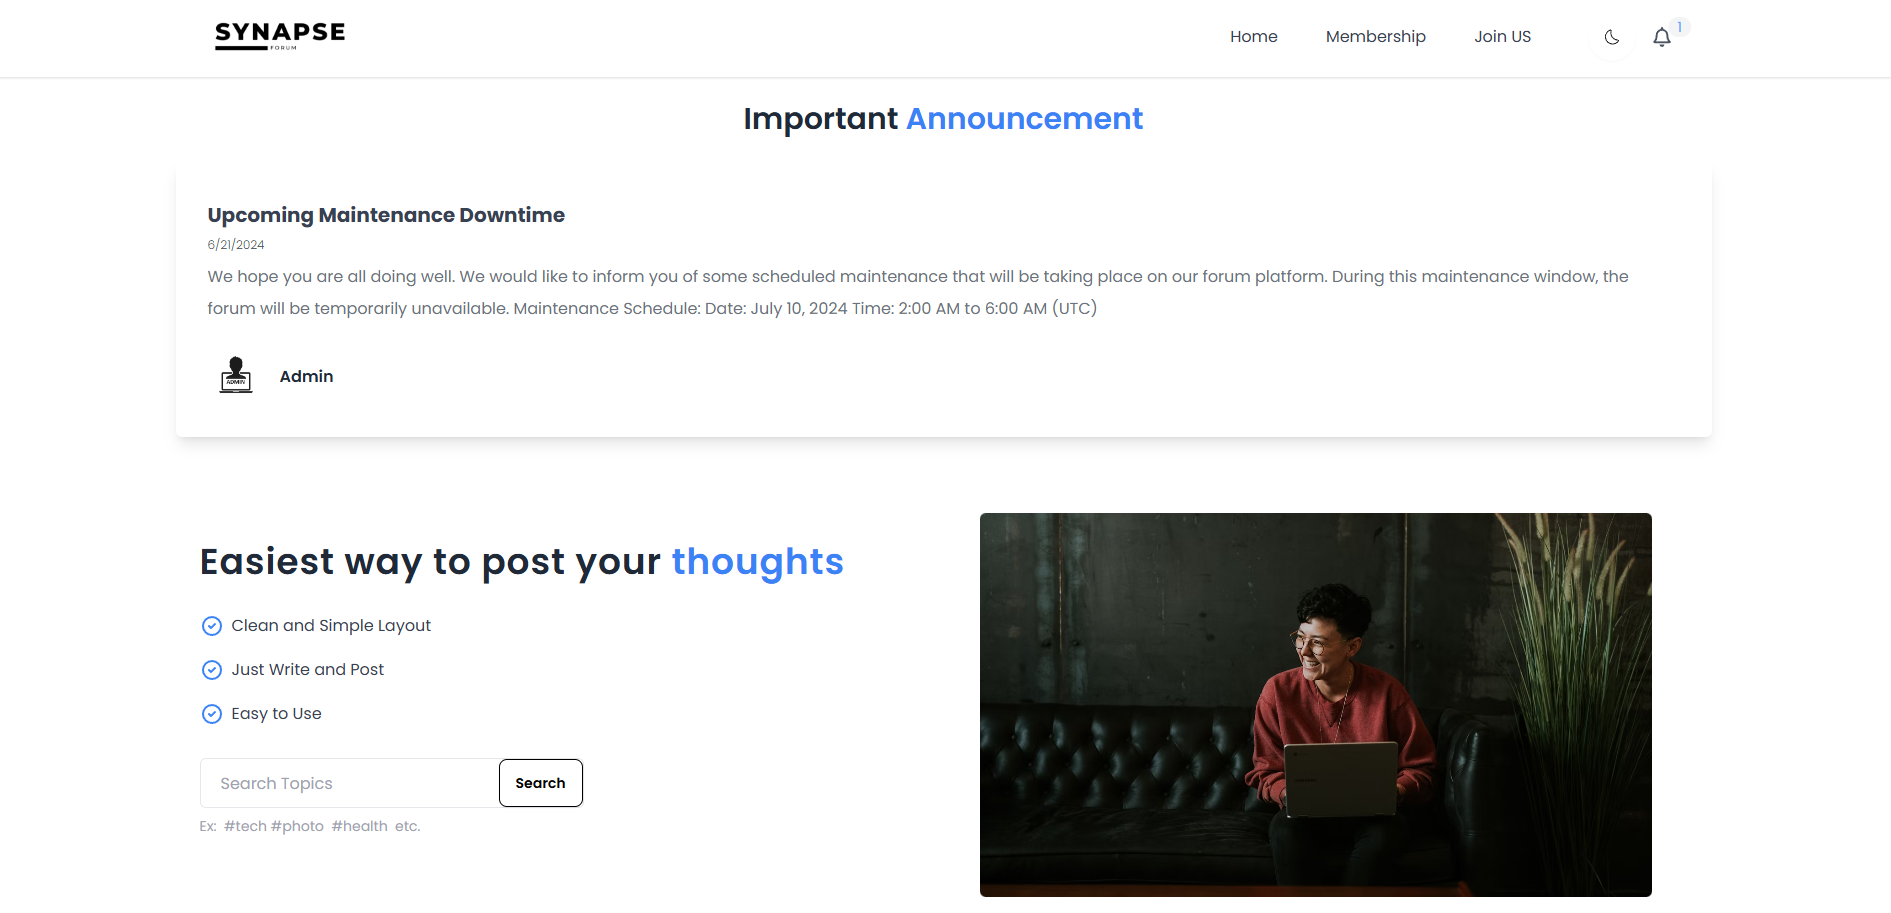 SYNAPSE
FORUM
Home
Membership
Join US
1
Important Announcement
Upcoming Maintenance Downtime
6/21/2024
We hope you are all doing well. We would like to inform you of some scheduled maintenance that will be taking place on our forum platform. During this maintenance window, the
forum will be temporarily unavailable. Maintenance Schedule: Date: July 10, 2024 Time: 2:00 AM to 6:00 AM (UTC)
ADMIN
Admin
Easiest way to post your thoughts
Clean and Simple Layout
Just Write and Post
Easy to Use
Search Topics
Search
Ex: #tech #photo #health etc.